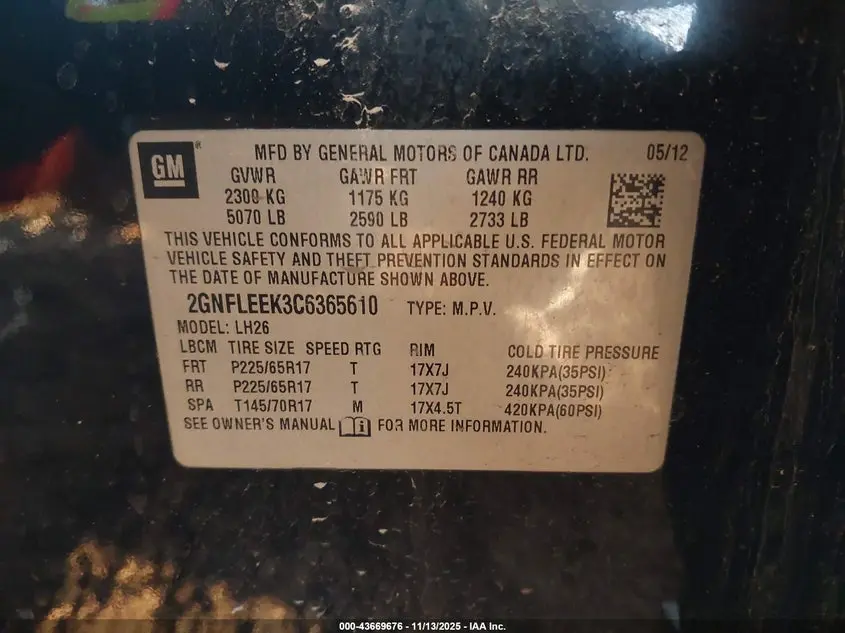 GM®
MFD BY GENERAL MOTORS OF CANADA LTD. 05/12
GVWR GAWR FRT GAWR RR
2300 KG 1175 KG 1240 KG
5070 LB 2590 LB 2733 LB
THIS VEHICLE CONFORMS TO ALL APPLICABLE U.S. FEDERAL MOTOR
VEHICLE SAFETY AND THEFT PREVENTION STANDARDS IN EFFECT ON
THE DATE OF MANUFACTURE SHOWN ABOVE.
2GNFLEEK3C6365610 TYPE: M.P.V.
MODEL: LH26
LBCM TIRE SIZE SPEED RTG RIM COLD TIRE PRESSURE
FRT P225/65R17 T 17X7J 240KPA(35PSI)
RR P225/65R17 T 17X7J 240KPA(35PSI)
SPA T145/70R17 M 17X4.5T 420KPA(60PSI)
SEE OWNER'S MANUAL FOR MORE INFORMATION.
000-43669676 - 11/13/2025 - IAA Inc.